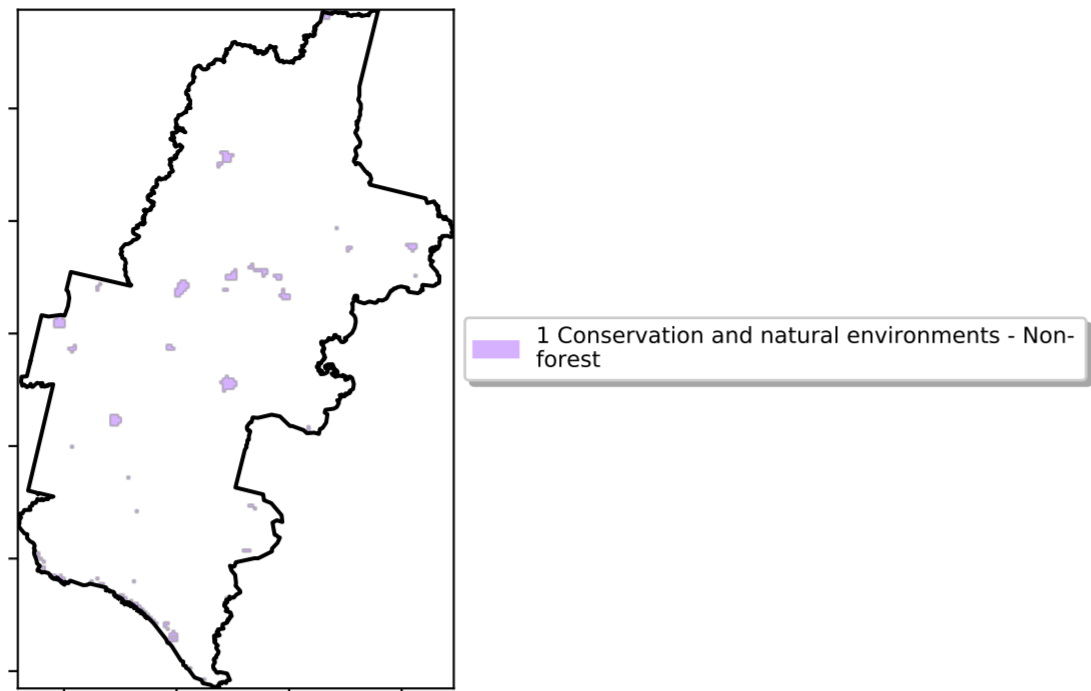 1 Conservation and natural environments - Non-
forest